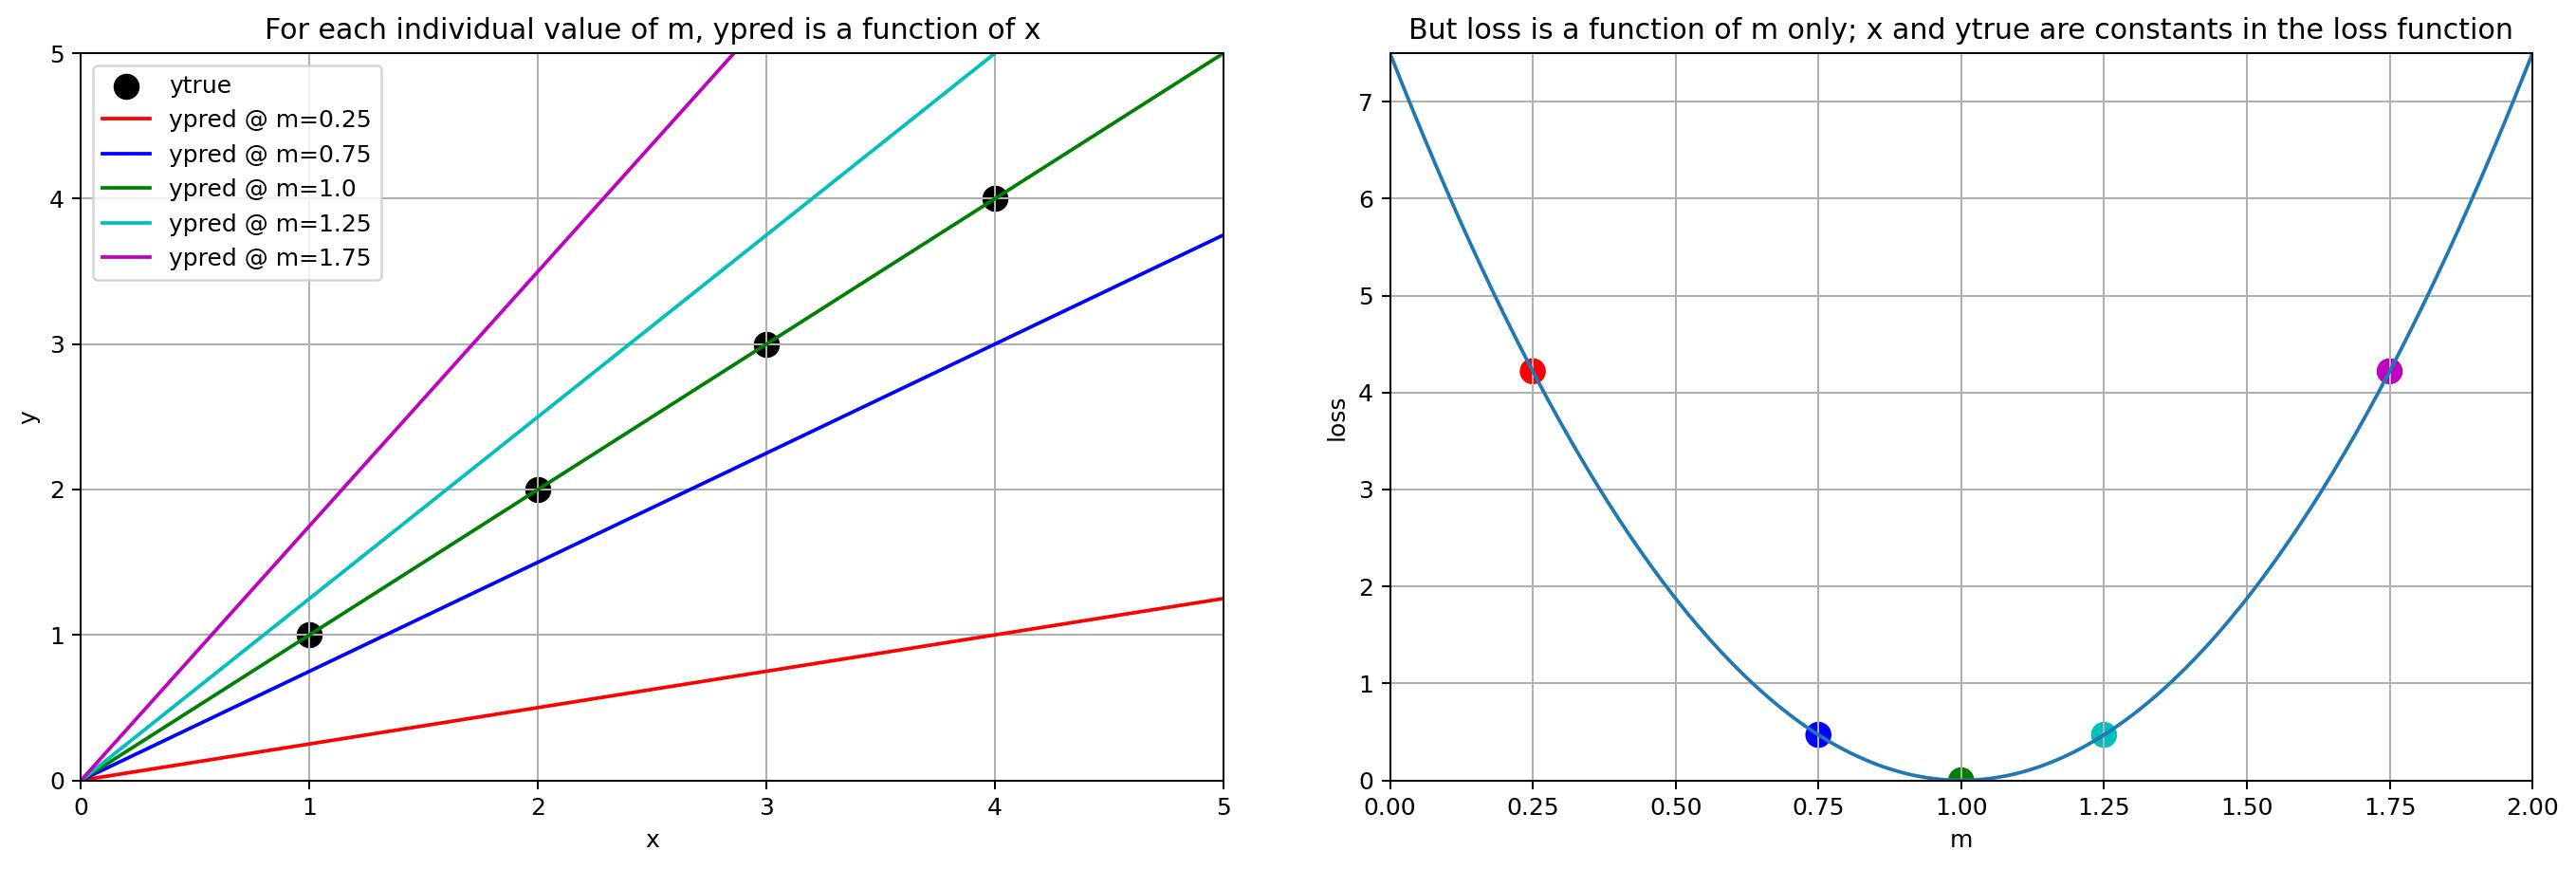 For each individual value of m, ypred is a function of x
5
4
3
2
1
0
y
ytrue
ypred @ m=0.25
ypred @ m=0.75
ypred @ m=1.0
ypred @ m=1.25
ypred @ m=1.75
0 1 2 3 4 5
x
But loss is a function of m only; x and ytrue are constants in the loss function
7
6
5
4
3
2
1
0
loss
0.00 0.25 0.50 0.75 1.00 1.25 1.50 1.75 2.00
m